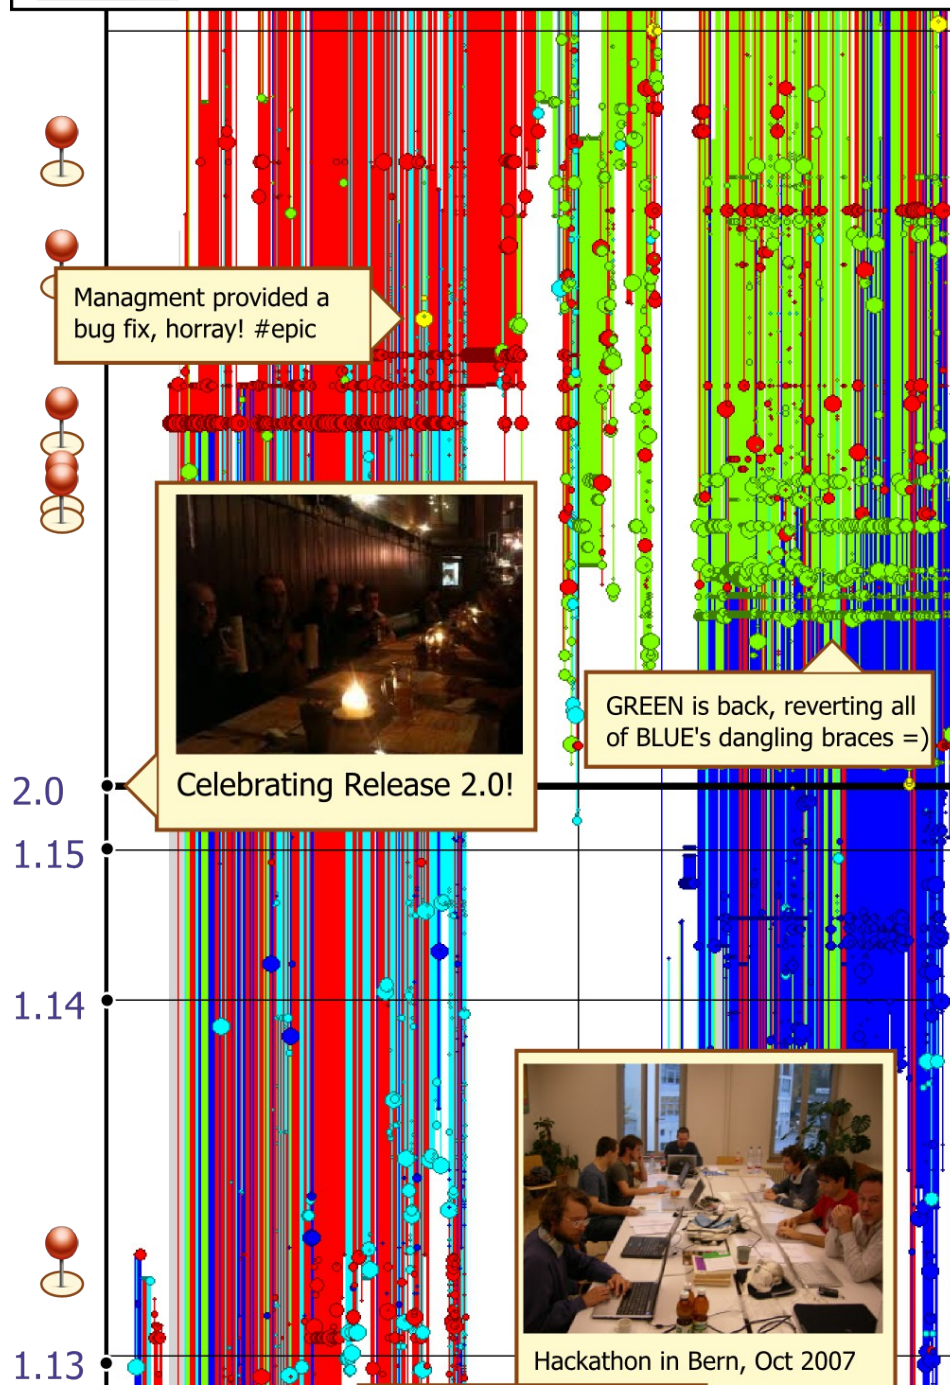 Managment provided a
bug fix, horray! #epic
GREEN is back, reverting all
of BLUE's dangling braces =)
Celebrating Release 2.0!
2.0
1.15
1.14
1.13
Hackathon in Bern, Oct 2007